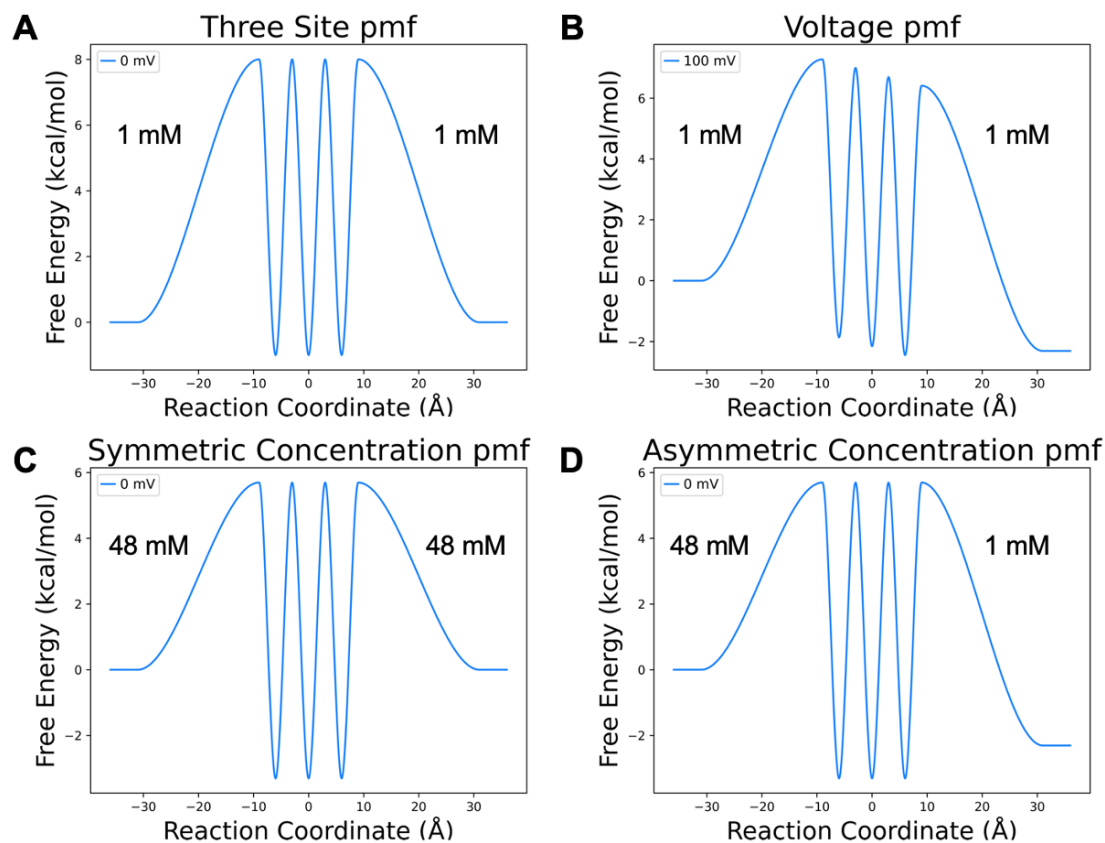 A
Three Site pmf
0 mV
1 mM
1 mM
Free Energy (kcal/mol)
8
6
4
2
0
−30
−20
−10
0
10
20
30
Reaction Coordinate (Å)
B
Voltage pmf
100 mV
1 mM
1 mM
Free Energy (kcal/mol)
6
4
2
0
−2
−30
−20
−10
0
10
20
30
Reaction Coordinate (Å)
C
Symmetric Concentration pmf
0 mV
48 mM
48 mM
Free Energy (kcal/mol)
6
4
2
0
−2
−30
−20
−10
0
10
20
30
Reaction Coordinate (Å)
D
Asymmetric Concentration pmf
0 mV
48 mM
1 mM
Free Energy (kcal/mol)
6
4
2
0
−2
−30
−20
−10
0
10
20
30
Reaction Coordinate (Å)